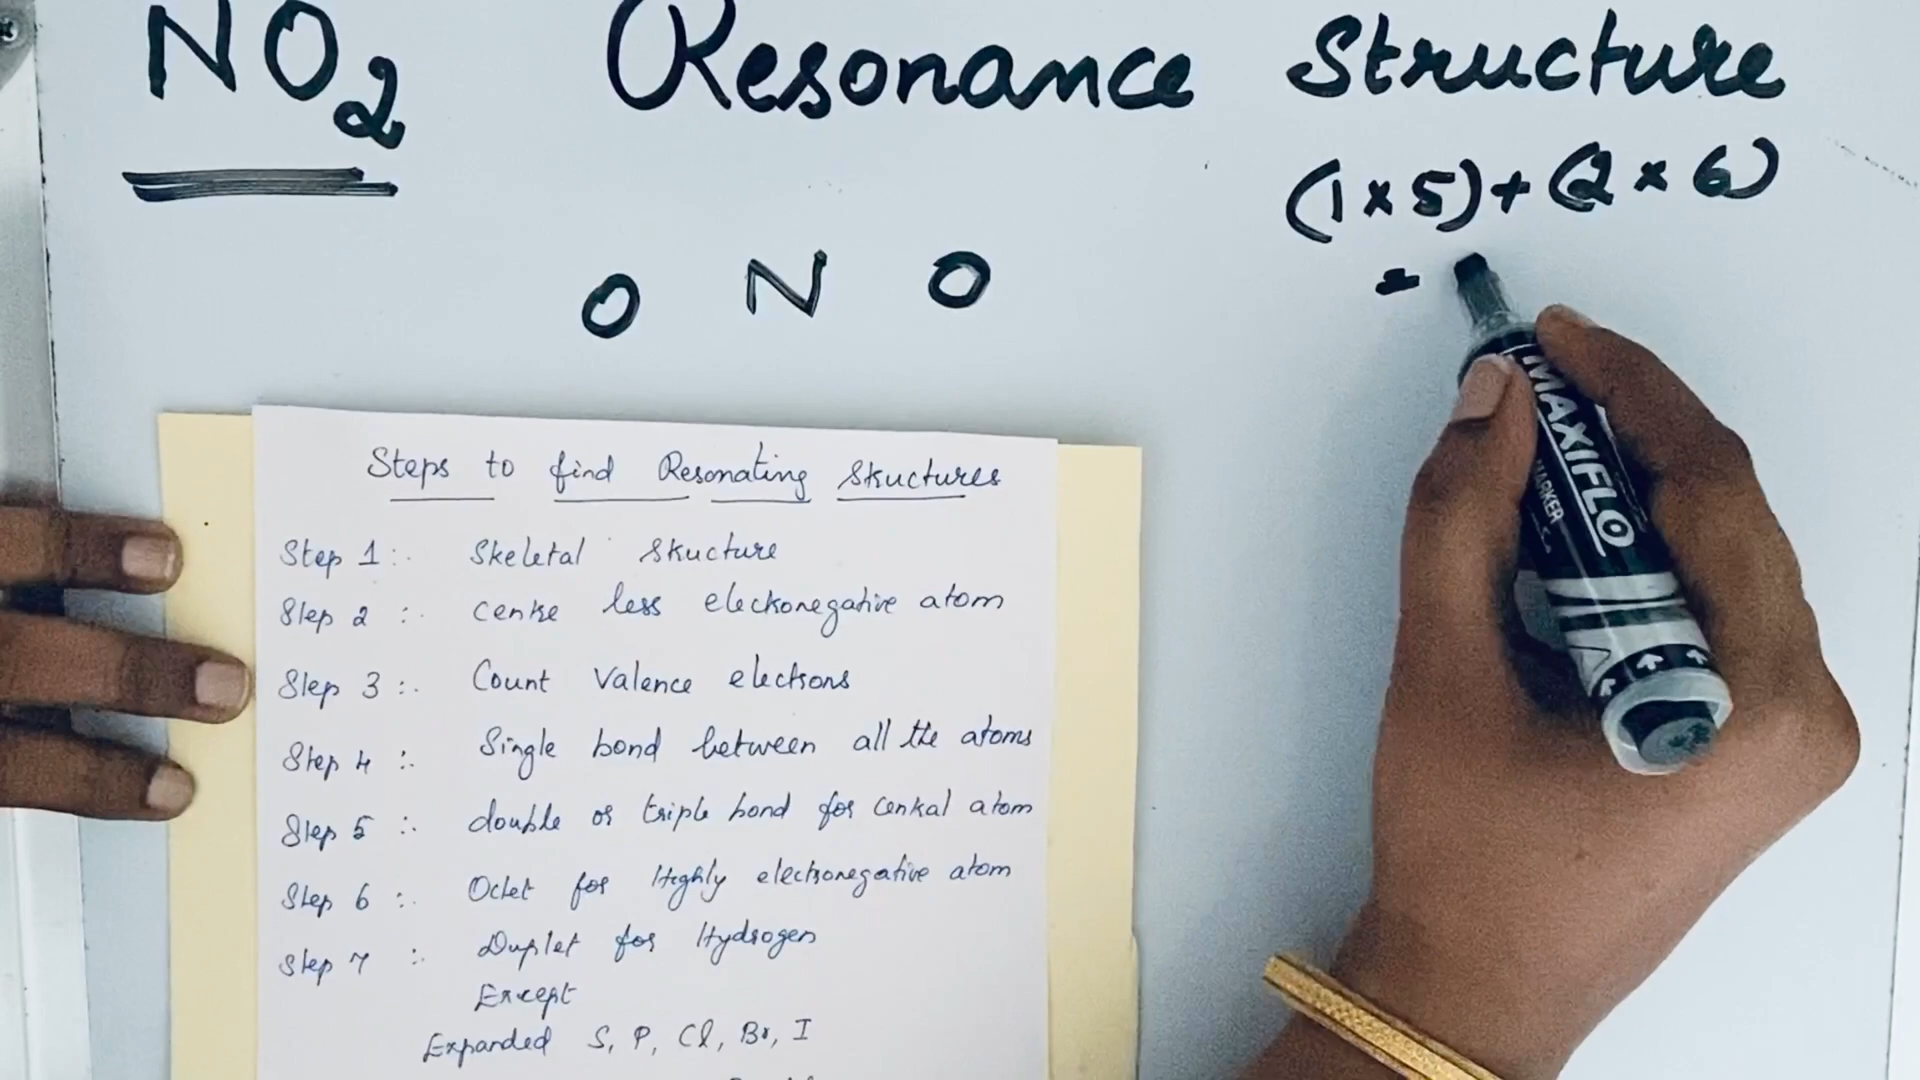 NO2 Resonance Structure
(1×5)+(2×6)
=
O N O
Steps to find Resonating Structures
Step 1 :. Skeletal Structure
Step 2 :. centre less electronegative atom
Step 3 :. Count Valence electrons
Step 4 :. Single bond between all the atoms
Step 5 :. double or triple bond for central atom
Step 6 :. Octet for Highly electronegative atom
Step 7 :. Duplet for Hydrogen
Except
Expanded S, P, Cl, Br, I
MAXIFLO
MARKER